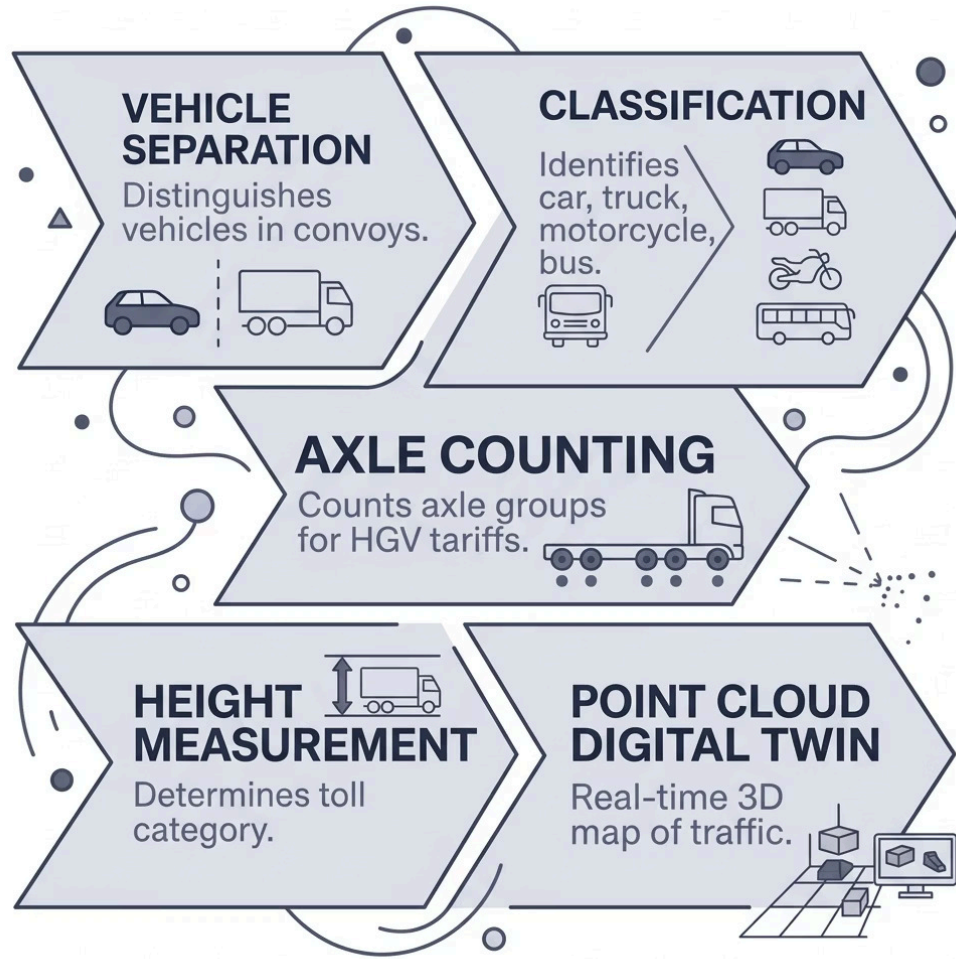 VEHICLE
SEPARATION
Distinguishes
vehicles in convoys.
CLASSIFICATION
Identifies
car, truck,
motorcycle,
bus.
AXLE COUNTING
Counts axle groups
for HGV tariffs.
HEIGHT
MEASUREMENT
Determines toll
category.
POINT CLOUD
DIGITAL TWIN
Real-time 3D
map of traffic.